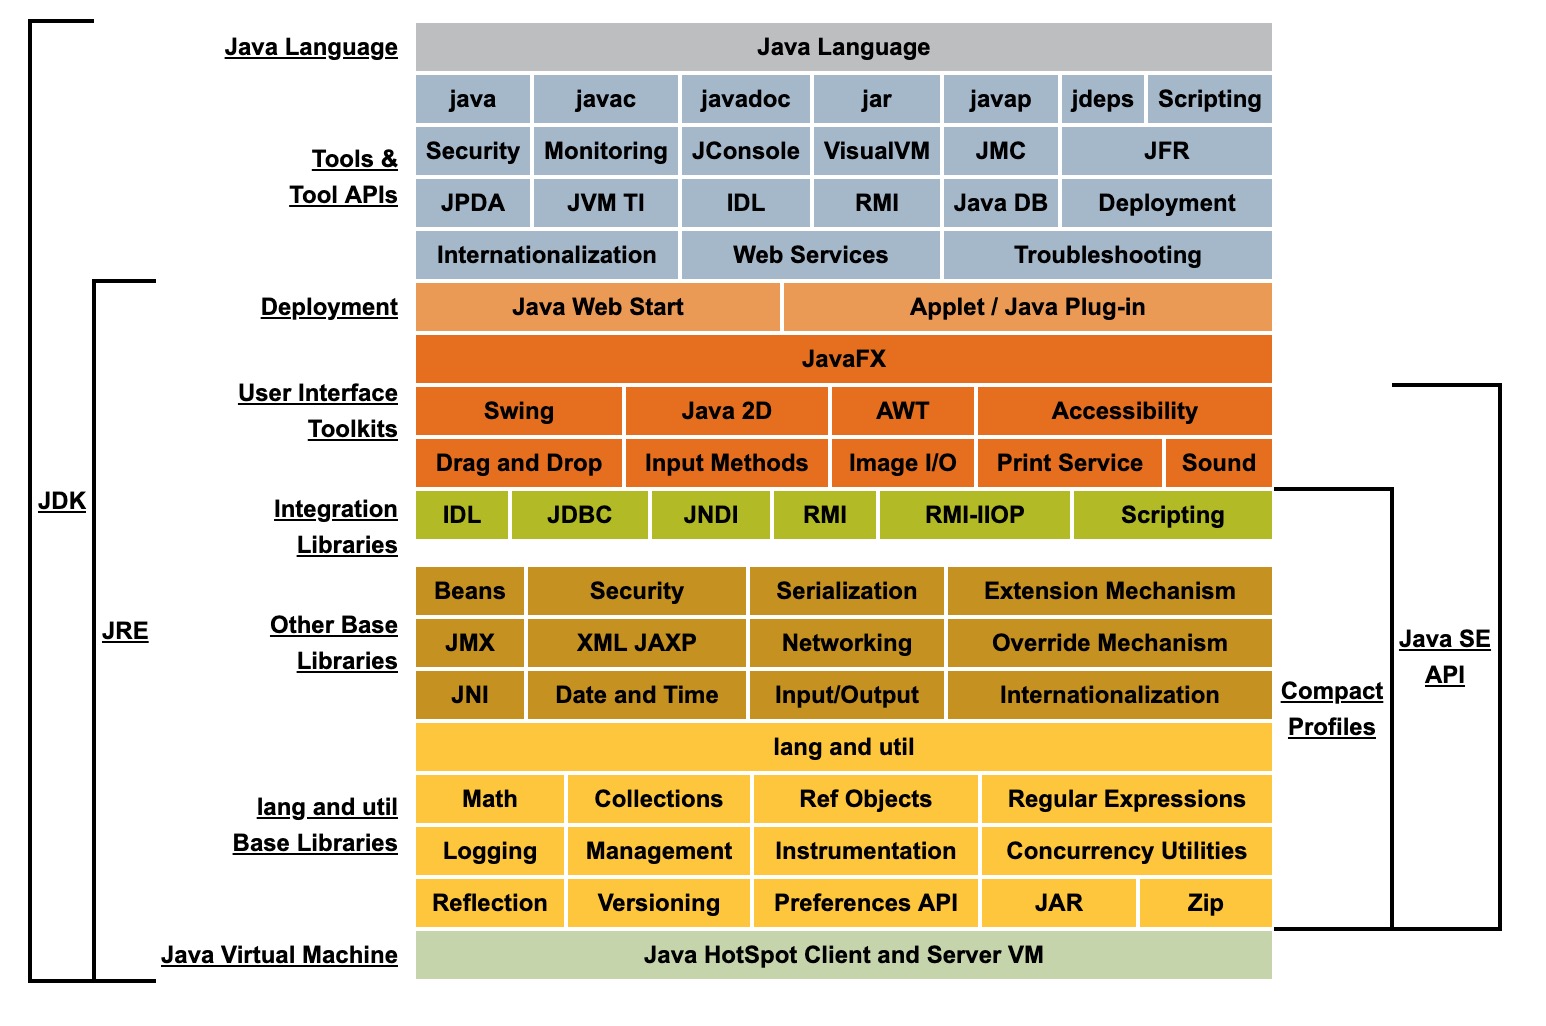 Java Language
Java Language
java javac javadoc jar javap jdeps Scripting
Tools &
Tool APIs
Security Monitoring JConsole VisualVM JMC JFR
JPDA JVM TI IDL RMI Java DB Deployment
Internationalization Web Services Troubleshooting
Deployment
Java Web Start Applet / Java Plug-in
JavaFX
User Interface
Toolkits
Swing Java 2D AWT Accessibility
Drag and Drop Input Methods Image I/O Print Service Sound
JDK
Integration
Libraries
IDL JDBC JNDI RMI RMI-IIOP Scripting
JRE
Other Base
Libraries
Beans Security Serialization Extension Mechanism
JMX XML JAXP Networking Override Mechanism
JNI Date and Time Input/Output Internationalization
Java SE
API
Compact
Profiles
lang and util
lang and util
Base Libraries
Math Collections Ref Objects Regular Expressions
Logging Management Instrumentation Concurrency Utilities
Reflection Versioning Preferences API JAR Zip
Java Virtual Machine
Java HotSpot Client and Server VM